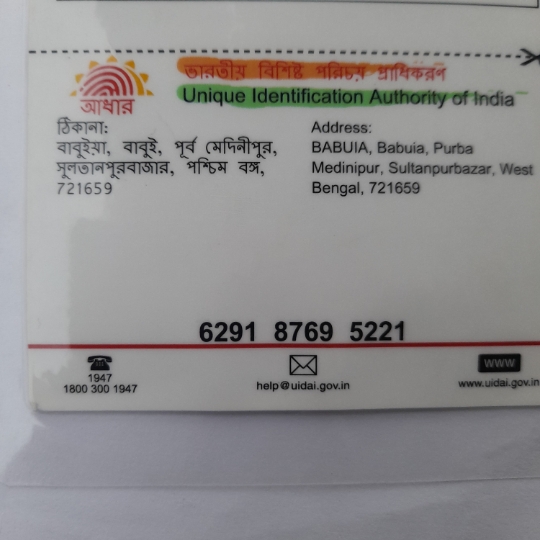 ভারতীয় বিশিষ্ট পরিচয় প্রাধিকরণ
Unique Identification Authority of India
আধার
ঠিকানা:
বাবুইয়া, বাবুই, পূর্ব মেদিনীপুর,
সুলতানপুরবাজার, পশ্চিম বঙ্গ,
721659
Address:
BABUIA, Babuia, Purba
Medinipur, Sultanpurbazar, West
Bengal, 721659
6291 8769 5221
1947
1800 300 1947
help@uidai.gov.in
www
www.uidai.gov.in